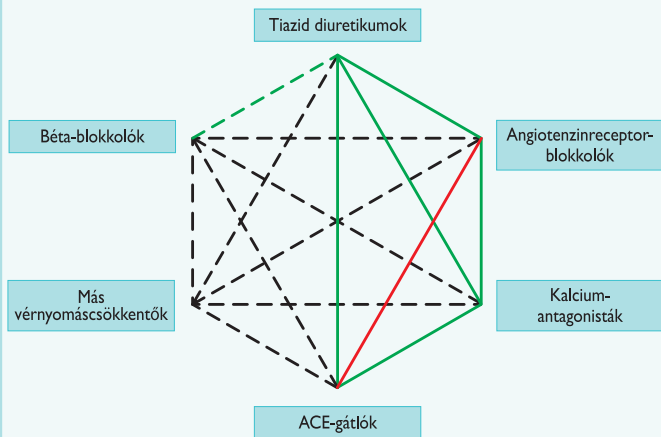 Tiazid diuretikumok
Béta-blokkolók
Angiotenzinreceptor-
blokkolók
Más
vérnyomáscsökkentők
Kalcium-
antagonisták
ACE-gátlók